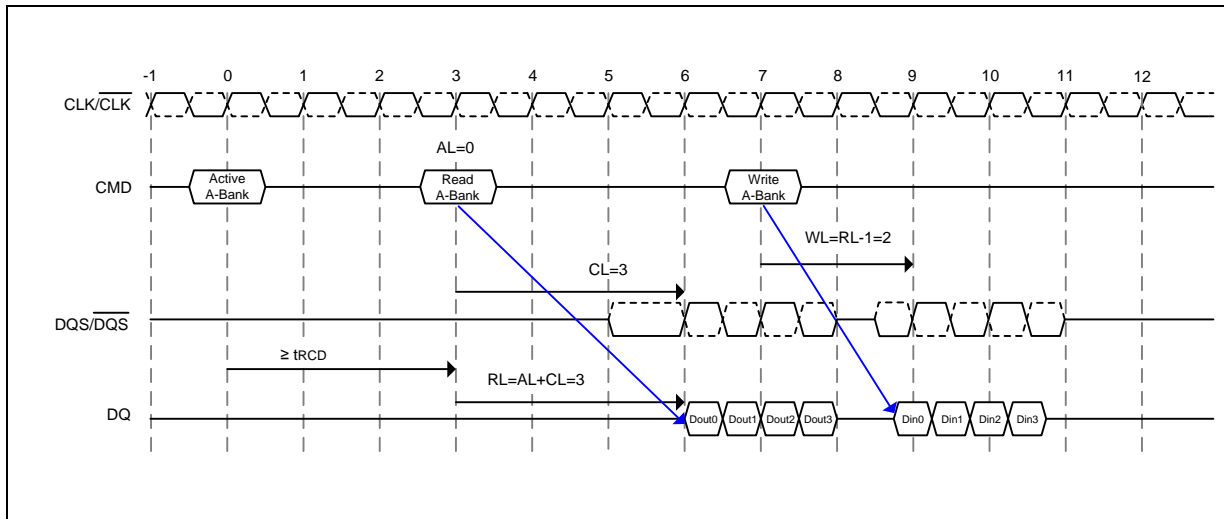 -1 0 1 2 3 4 5 6 7 8 9 10 11 12
CLK/CLK
AL=0
CMD
Active
A-Bank
Read
A-Bank
Write
A-Bank
WL=RL-1=2
CL=3
DQS/DQS
≥ tRCD
RL=AL+CL=3
DQ
Dout0 Dout1 Dout2 Dout3 Din0 Din1 Din2 Din3